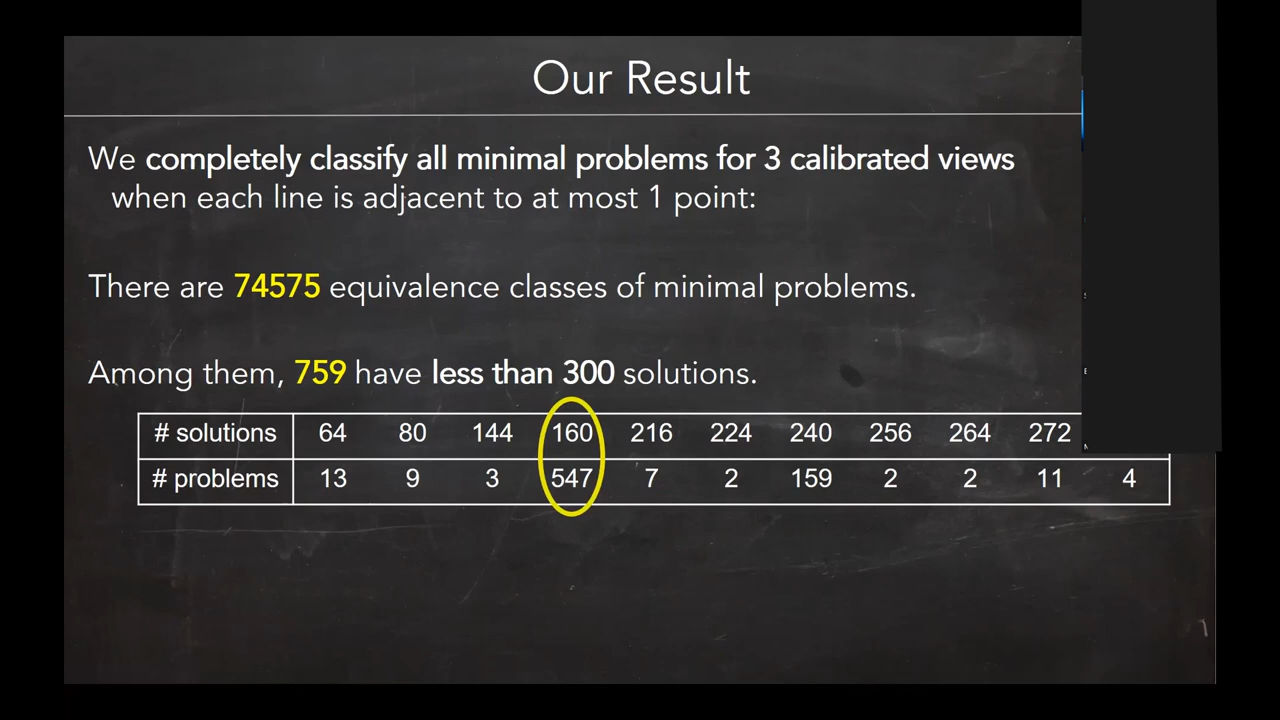 Our Result
We completely classify all minimal problems for 3 calibrated views
when each line is adjacent to at most 1 point:
There are 74575 equivalence classes of minimal problems.
Among them, 759 have less than 300 solutions.
# solutions 64 80 144 160 216 224 240 256 264 272
# problems 13 9 3 547 7 2 159 2 2 11 4